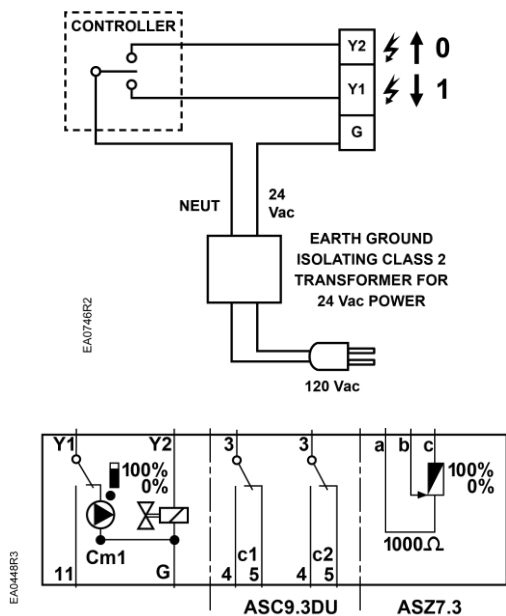 CONTROLLER
Y2 0
Y1 1
G
NEUT
24
Vac
EARTH GROUND
ISOLATING CLASS 2
TRANSFORMER FOR
24 Vac POWER
EA0746R2
120 Vac
Y1 Y2 3 3 a b c
100%
0%
100%
0%
Cm1 c1 c2 1000Ω
11 G 4 5 4 5
EA0448R3
ASC9.3DU ASZ7.3